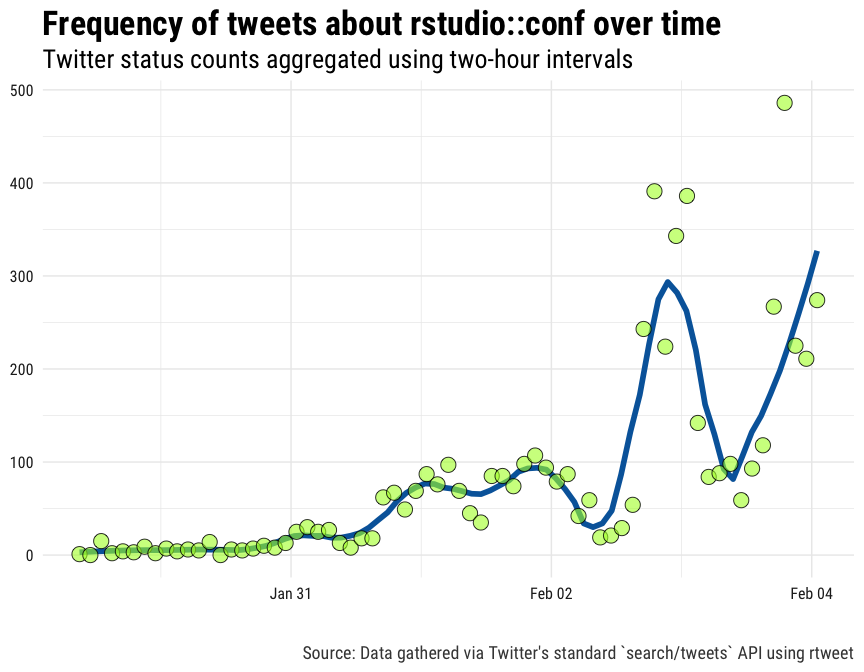 Frequency of tweets about rstudio::conf over time
Twitter status counts aggregated using two-hour intervals
500
400
300
200
100
0
Jan 31
Feb 02
Feb 04
Source: Data gathered via Twitter's standard `search/tweets` API using rtweet